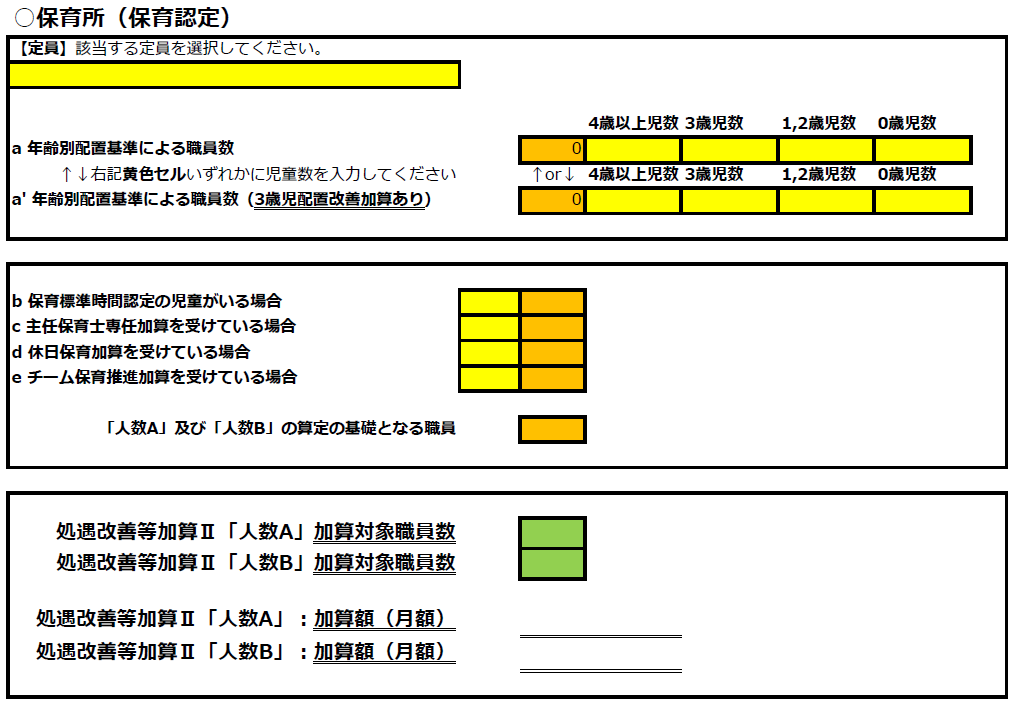 ○保育所（保育認定）
【定員】該当する定員を選択してください。
4歳以上児数 3歳児数 1,2歳児数 0歳児数
a 年齢別配置基準による職員数 0
↑↓右記黄色セルいずれかに児童数を入力してください ↑or↓ 4歳以上児数 3歳児数 1,2歳児数 0歳児数
a' 年齢別配置基準による職員数（3歳児配置改善加算あり） 0
b 保育標準時間認定の児童がいる場合
c 主任保育士専任加算を受けている場合
d 休日保育加算を受けている場合
e チーム保育推進加算を受けている場合
「人数A」及び「人数B」の算定の基礎となる職員
処遇改善等加算Ⅱ「人数A」加算対象職員数
処遇改善等加算Ⅱ「人数B」加算対象職員数
処遇改善等加算Ⅱ「人数A」：加算額（月額）
処遇改善等加算Ⅱ「人数B」：加算額（月額）